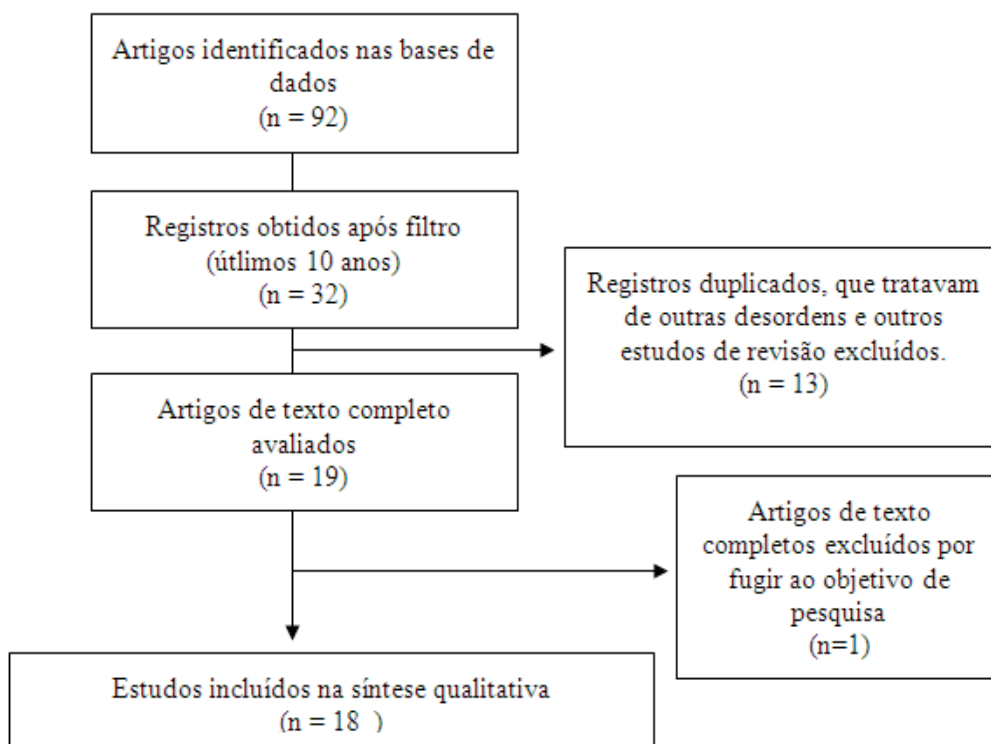 Artigos identificados nas bases de
dados
(n = 92)
Registros obtidos após filtro
(útlimos 10 anos)
(n = 32)
Registros duplicados, que tratavam
de outras desordens e outros
estudos de revisão excluídos.
(n = 13)
Artigos de texto completo
avaliados
(n = 19)
Artigos de texto
completos excluídos por
fugir ao objetivo de
pesquisa
(n=1)
Estudos incluídos na síntese qualitativa
(n = 18 )